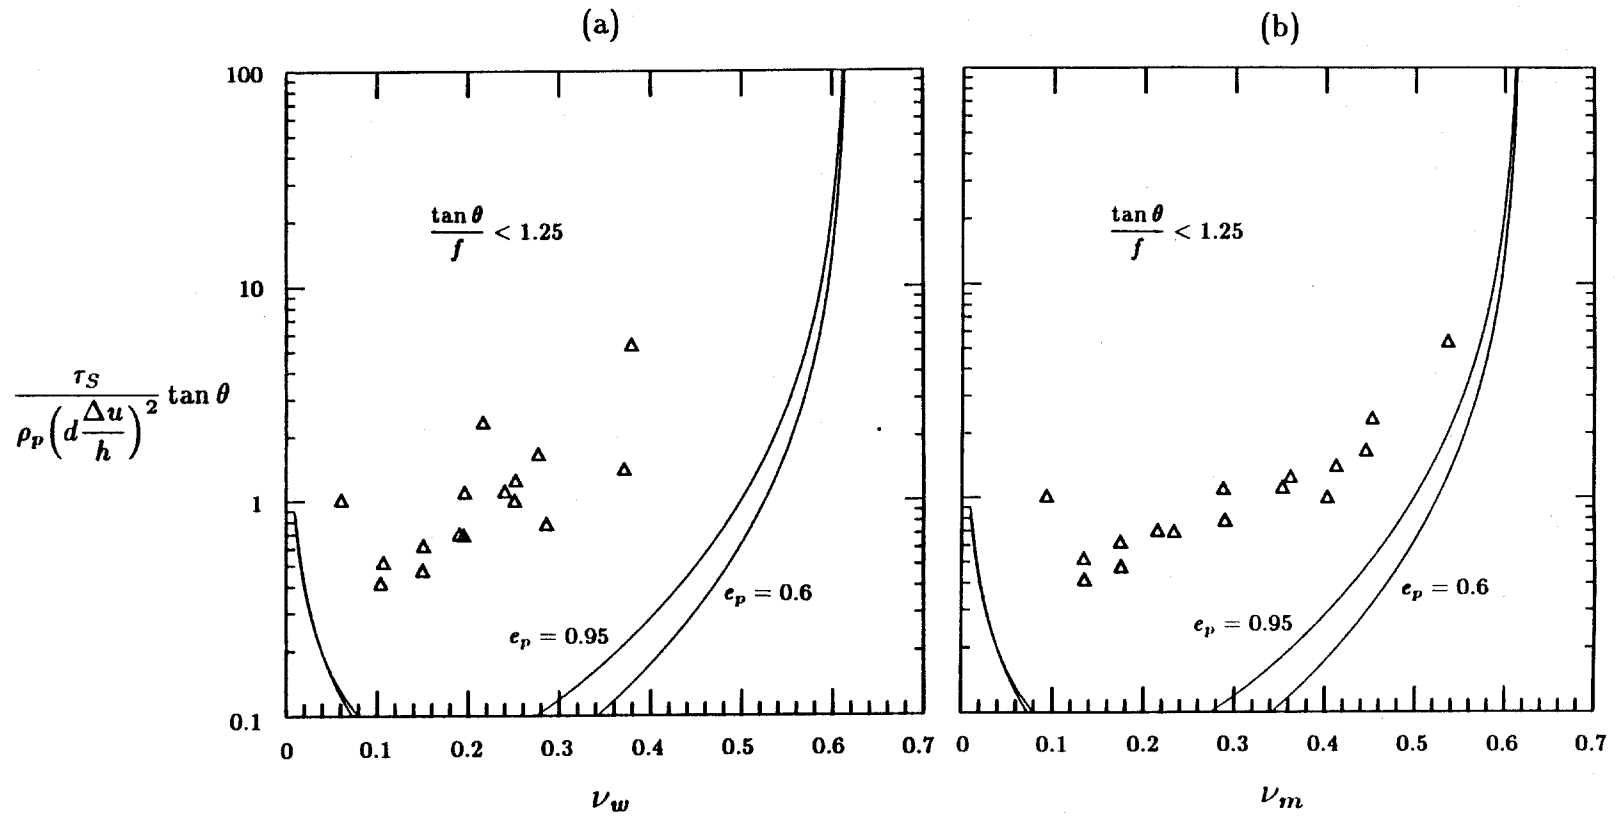 (a)
(b)
100
10
1
0.1
tan θ / f < 1.25
tan θ / f < 1.25
τ_S / ρ_p (d Δu/h)^2 tan θ
e_p = 0.95
e_p = 0.6
e_p = 0.95
e_p = 0.6
0 0.1 0.2 0.3 0.4 0.5 0.6 0.7
0 0.1 0.2 0.3 0.4 0.5 0.6 0.7
ν_w
ν_m